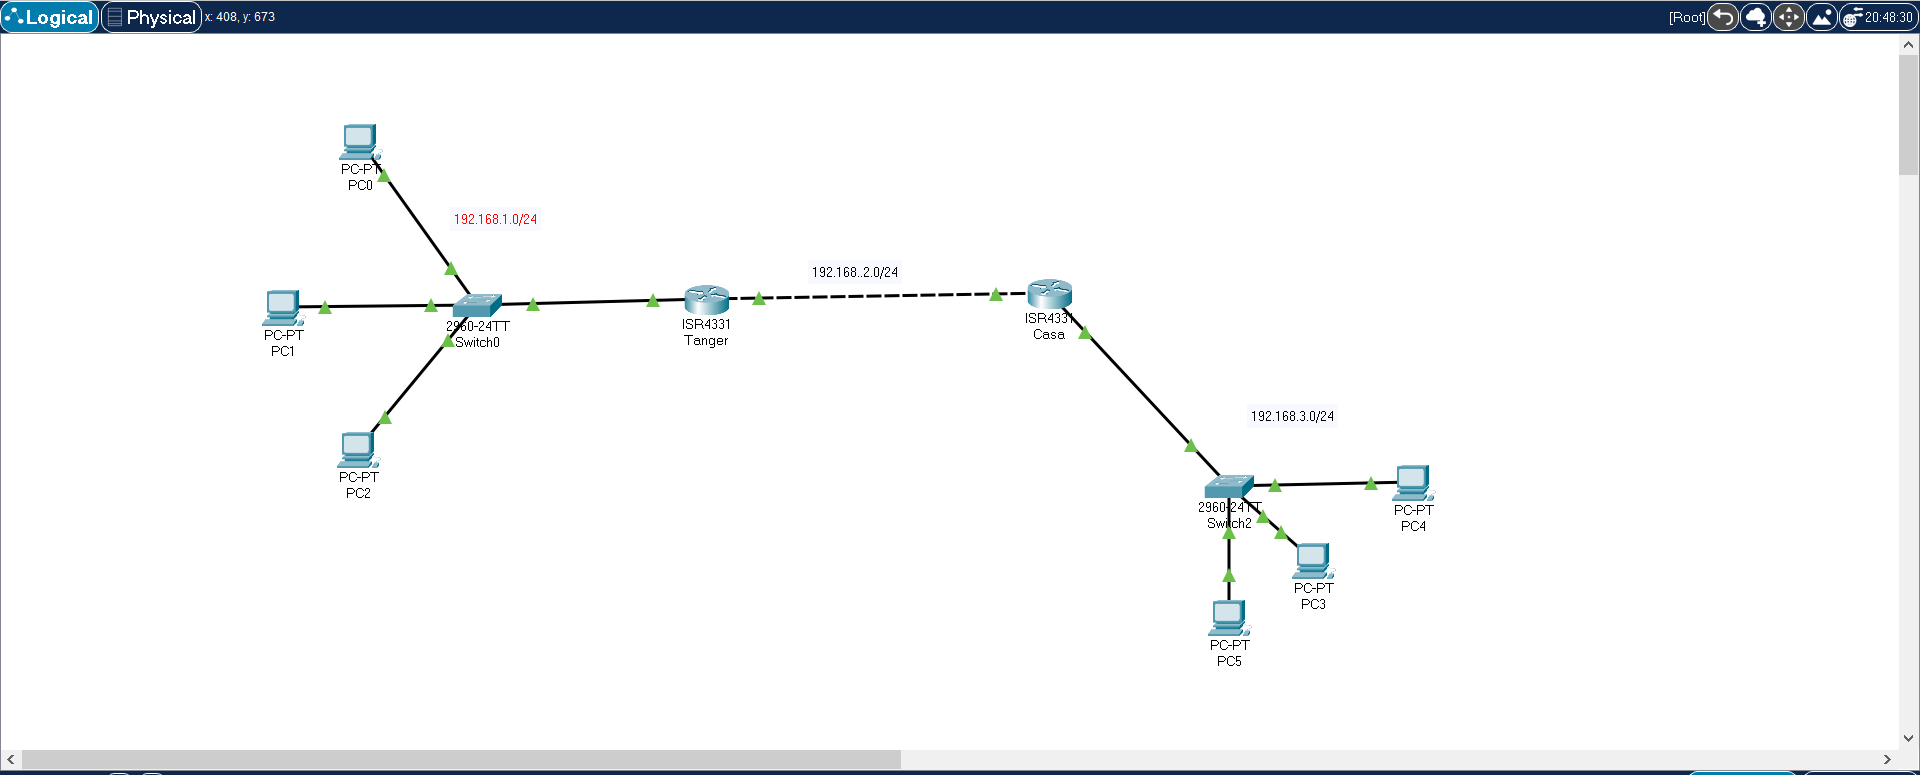 Logical
Physical
x: 408, y: 673
[Root]
20:48:30
PC-PT
PC0
192.168.1.0/24
192.168..2.0/24
PC-PT
PC1
2960-24TT
Switch0
ISR4331
Tanger
ISR4331
Casa
192.168.3.0/24
PC-PT
PC2
2960-24TT
Switch2
PC-PT
PC4
PC-PT
PC3
PC-PT
PC5